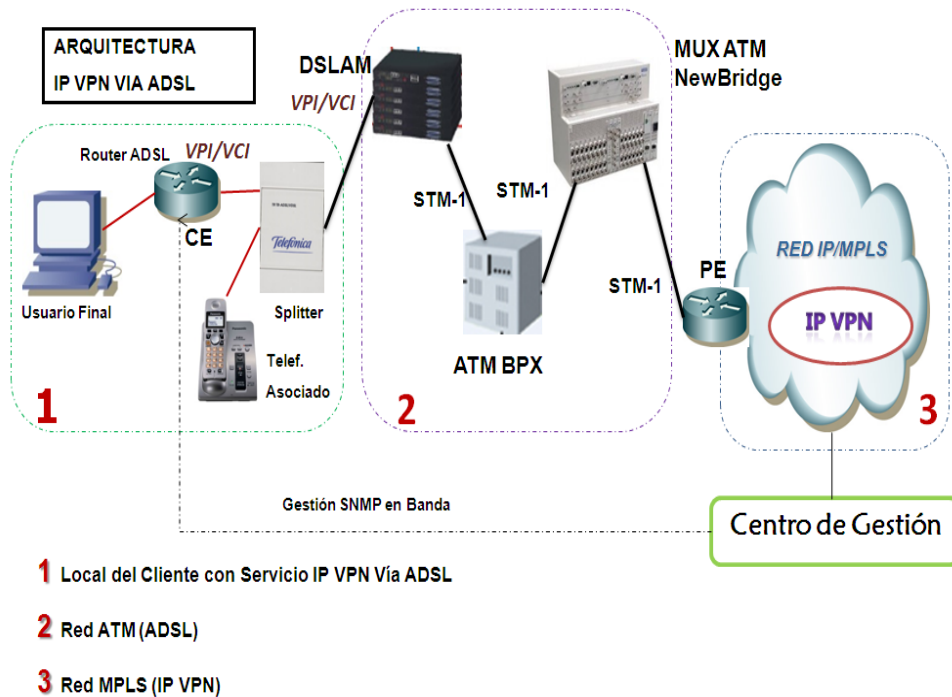 ARQUITECTURA
IP VPN VIA ADSL
DSLAM
VPI/VCI
MUX ATM
NewBridge
Router ADSL
VPI/VCI
CE
Telefónica
Usuario Final
Splitter
Telef.
Asociado
1
STM-1
STM-1
STM-1
ATM BPX
2
PE
RED IP/MPLS
IP VPN
3
Gestión SNMP en Banda
Centro de Gestión
1 Local del Cliente con Servicio IP VPN Vía ADSL
2 Red ATM (ADSL)
3 Red MPLS (IP VPN)